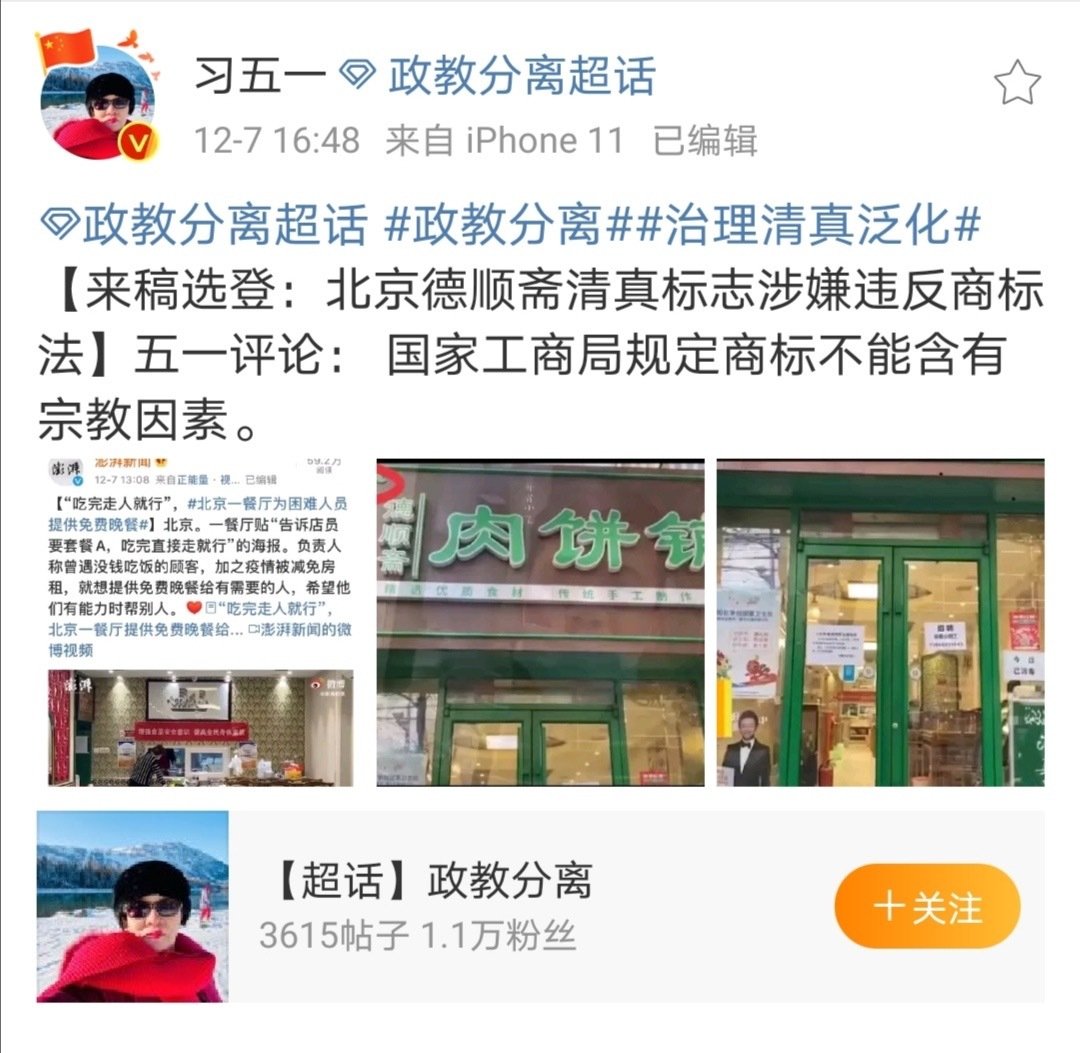 习五一 政教分离超话
12-7 16:48 来自 iPhone 11 已编辑
政教分离超话 #政教分离##治理清真泛化#
【来稿选登：北京德顺斋清真标志涉嫌违反商标
法】五一评论： 国家工商局规定商标不能含有
宗教因素。
澎湃
澎湃新闻
12-7 13:08 来自正能量·视... 已编辑
59.2万
阅读
【“吃完走人就行”，#北京一餐厅为困难人员
提供免费晚餐#】北京。一餐厅贴“告诉店员
要套餐A，吃完直接走就行”的海报。负责人
称曾遇没钱吃饭的顾客，加之疫情被减免房
租，就想提供免费晚餐给有需要的人，希望他
们有能力时帮别人。“吃完走人就行”，
北京一餐厅提供免费晚餐给... 澎湃新闻的微
博视频
澎湃
微博
德顺斋
肉饼铺
精选优质食材 传统手工制作
招聘
今日
已消毒
【超话】政教分离
3615帖子 1.1万粉丝
＋关注